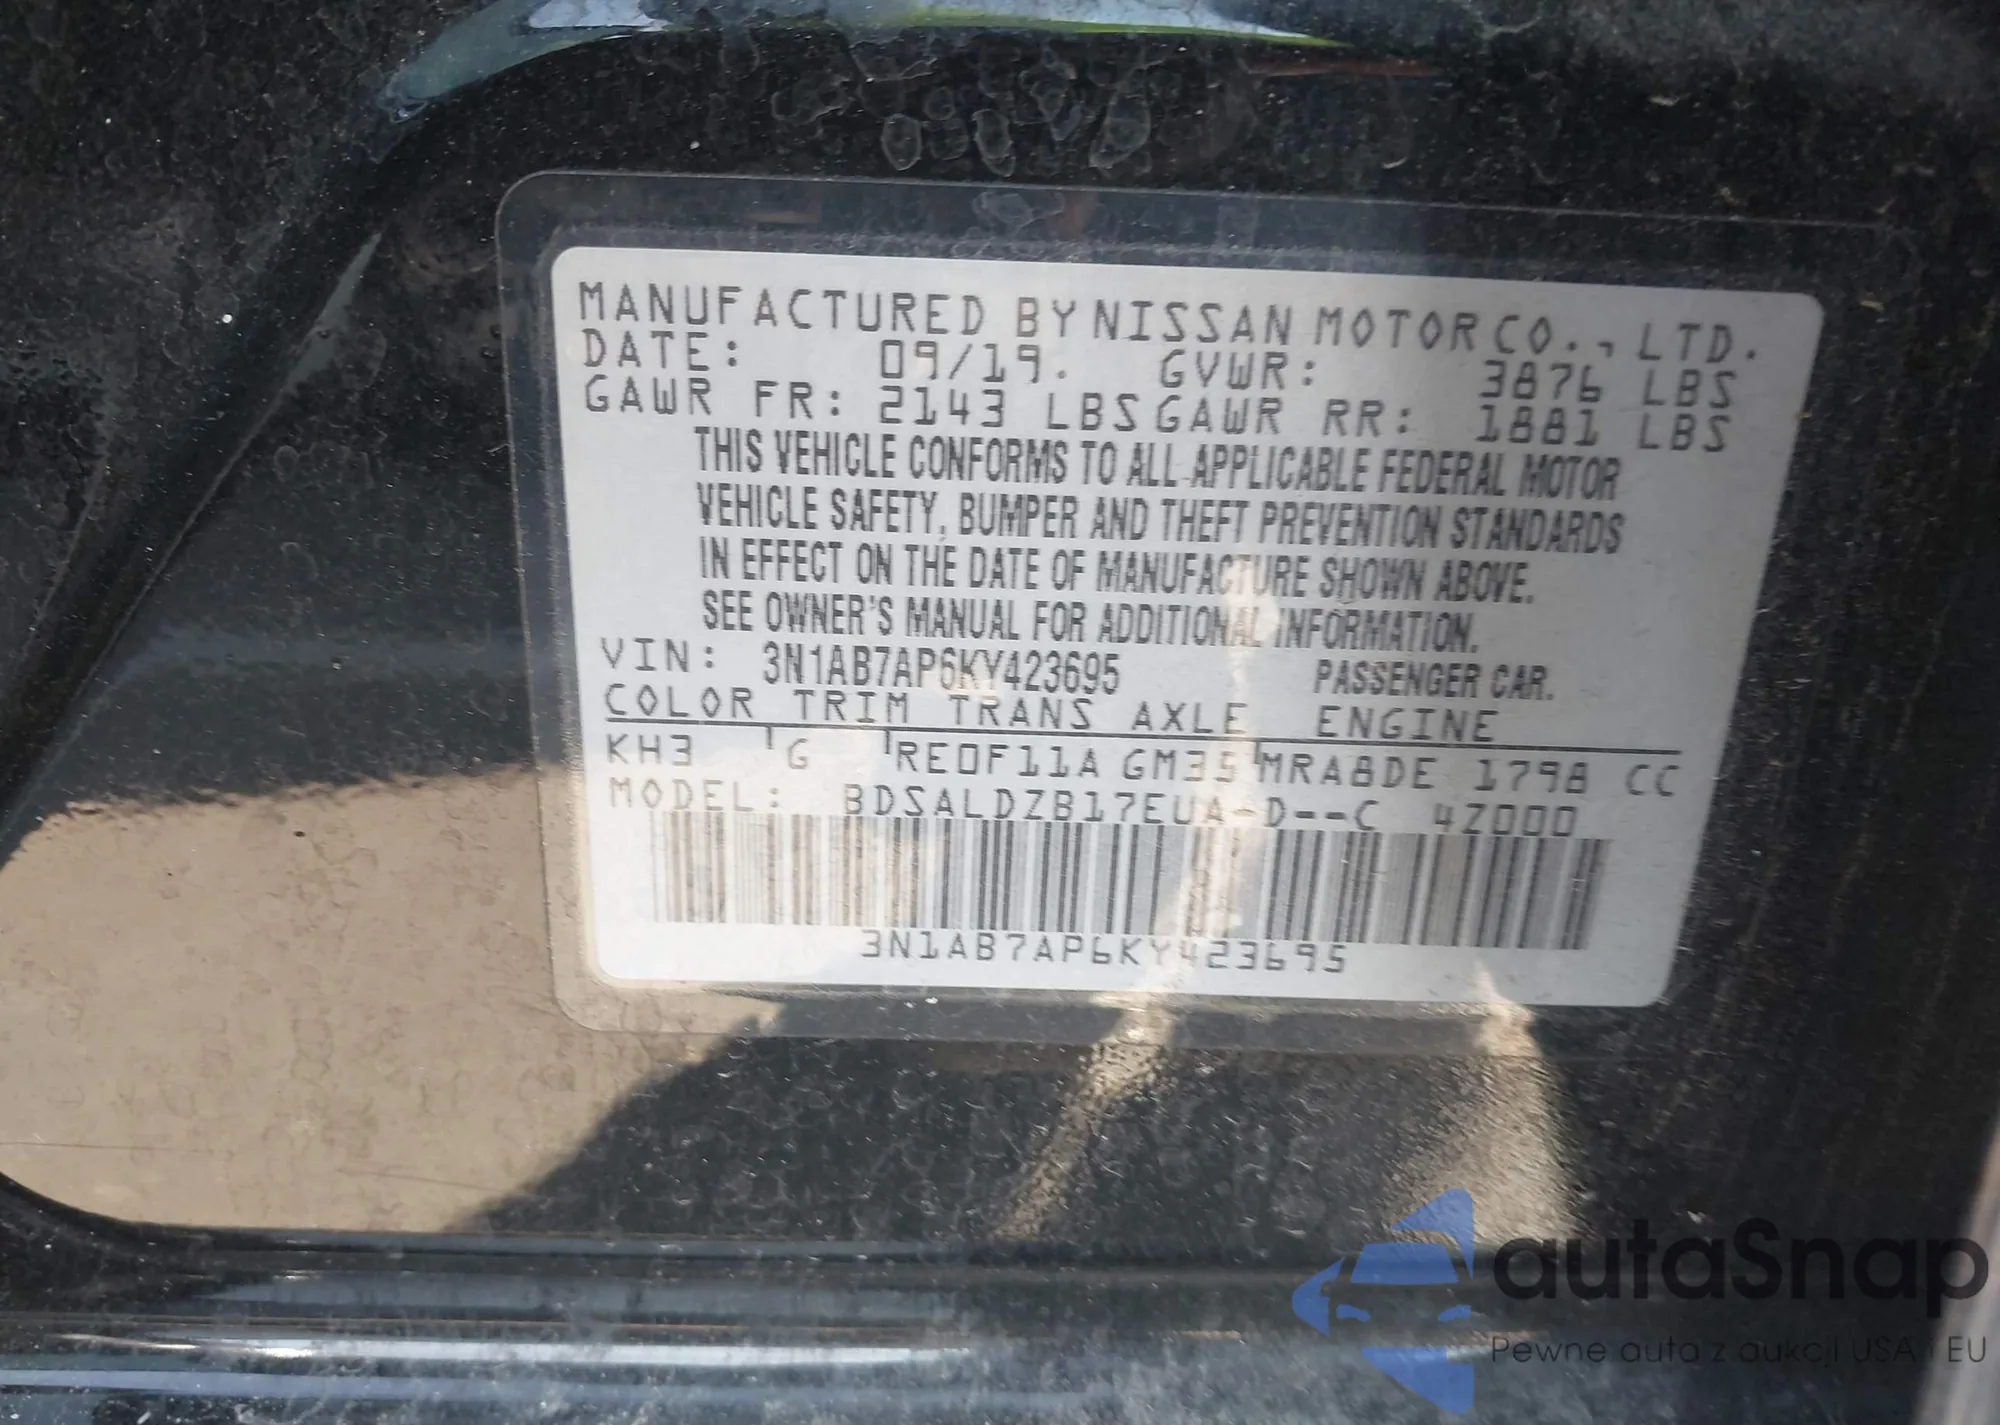 MANUFACTURED BY NISSAN MOTOR CO., LTD.
DATE: 09/19. GVWR: 3876 LBS
GAWR FR: 2143 LBS GAWR RR: 1881 LBS
THIS VEHICLE CONFORMS TO ALL APPLICABLE FEDERAL MOTOR
VEHICLE SAFETY, BUMPER AND THEFT PREVENTION STANDARDS
IN EFFECT ON THE DATE OF MANUFACTURE SHOWN ABOVE.
SEE OWNER'S MANUAL FOR ADDITIONAL INFORMATION.
VIN: 3N1AB7AP6KY423695 PASSENGER CAR.
COLOR TRIM TRANS AXLE ENGINE
KH3 G RE0F11A GM35 MRA8DE 1798 CC
MODEL: BDSALDZB17EUA-D--C 4Z000
3N1AB7AP6KY423695
autaSnap
Pewne auta z aukcji USA i EU